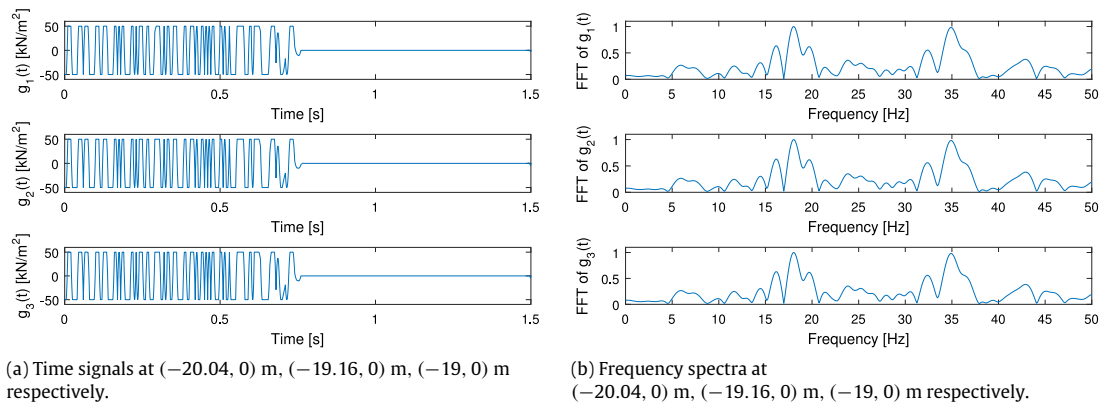 g₁(t) [kN/m²]
50
0
-50
0
0.5
1
1.5
Time [s]
g₂(t) [kN/m²]
50
0
-50
0
0.5
1
1.5
Time [s]
g₃(t) [kN/m²]
50
0
-50
0
0.5
1
1.5
Time [s]
(a) Time signals at (−20.04, 0) m, (−19.16, 0) m, (−19, 0) m
respectively.
FFT of g₁(t)
1
0.5
0
0 5 10 15 20 25 30 35 40 45 50
Frequency [Hz]
FFT of g₂(t)
1
0.5
0
0 5 10 15 20 25 30 35 40 45 50
Frequency [Hz]
FFT of g₃(t)
1
0.5
0
0 5 10 15 20 25 30 35 40 45 50
Frequency [Hz]
(b) Frequency spectra at
(−20.04, 0) m, (−19.16, 0) m, (−19, 0) m respectively.